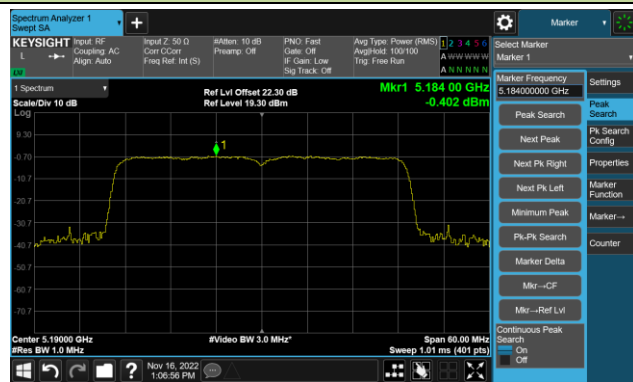 Spectrum Analyzer 1
Swept SA
Marker
KEYSIGHT
L
Input: RF
Coupling: AC
Align: Auto
Input Z: 50 Ω
Corr CCorr
Freq Ref: Int (S)
#Atten: 10 dB
Preamp: Off
PNO: Fast
Gate: Off
IF Gain: Low
Sig Track: Off
Avg Type: Power (RMS)
Avg|Hold: 100/100
Trig: Free Run
1 2 3 4 5 6
A W W W W W
A N N N N N
Select Marker
Marker 1
1 Spectrum
Scale/Div 10 dB
Log
Ref Lvl Offset 22.30 dB
Ref Level 19.30 dBm
Mkr1 5.184 00 GHz
-0.402 dBm
1
9.30
-0.70
-10.7
-20.7
-30.7
-40.7
-50.7
-60.7
-70.7
Center 5.19000 GHz
#Res BW 1.0 MHz
#Video BW 3.0 MHz*
Span 60.00 MHz
Sweep 1.01 ms (401 pts)
Marker Frequency
5.184000000 GHz
Peak Search
Next Peak
Next Pk Right
Next Pk Left
Minimum Peak
Pk-Pk Search
Marker Delta
Mkr→CF
Mkr→Ref Lvl
Continuous Peak
Search
On
Off
Settings
Peak
Search
Pk Search
Config
Properties
Marker
Function
Marker→
Counter
?
Nov 16, 2022
1:06:56 PM